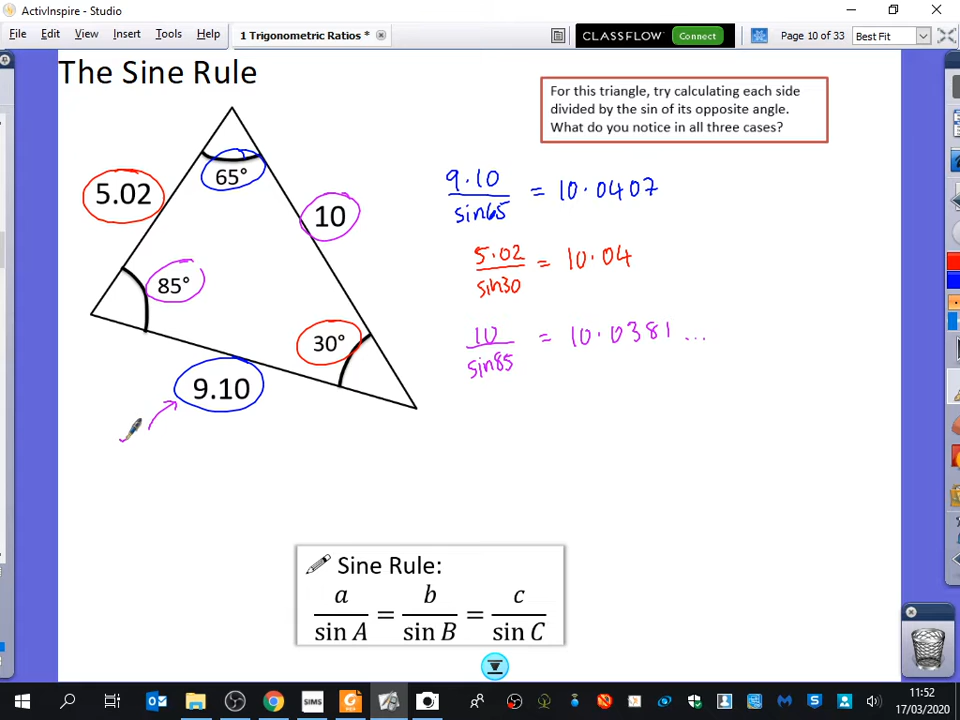 ActivInspire - Studio
File Edit View Insert Tools Help
1 Trigonometric Ratios *
CLASSFLOW Connect
Page 10 of 33
Best Fit
The Sine Rule
For this triangle, try calculating each side
divided by the sin of its opposite angle.
What do you notice in all three cases?
65°
5.02
10
85°
30°
9.10
9.10/sin65 = 10.0407
5.02/sin30 = 10.04
10/sin85 = 10.0381...
Sine Rule:
a/sin A = b/sin B = c/sin C
SIMS
11:52
17/03/2020